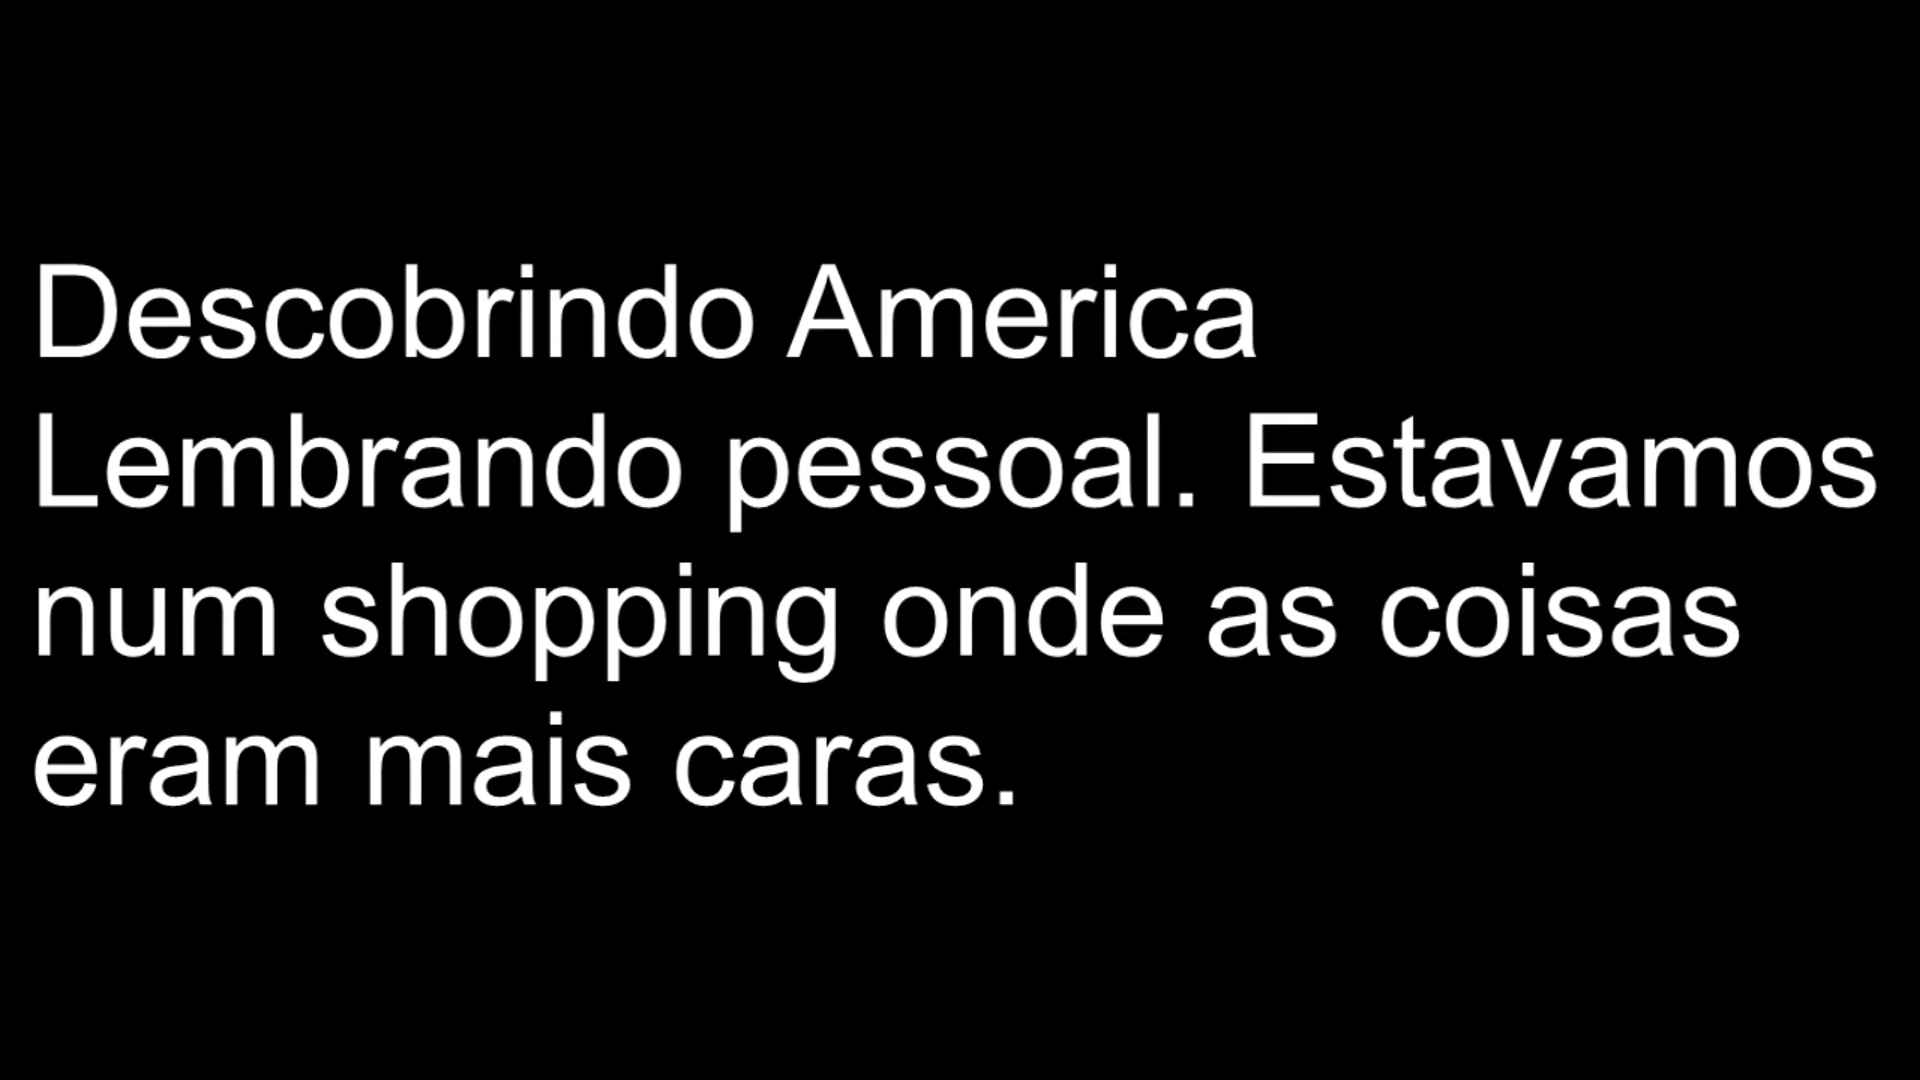 Descobrindo America
Lembrando pessoal. Estavamos
num shopping onde as coisas
eram mais caras.